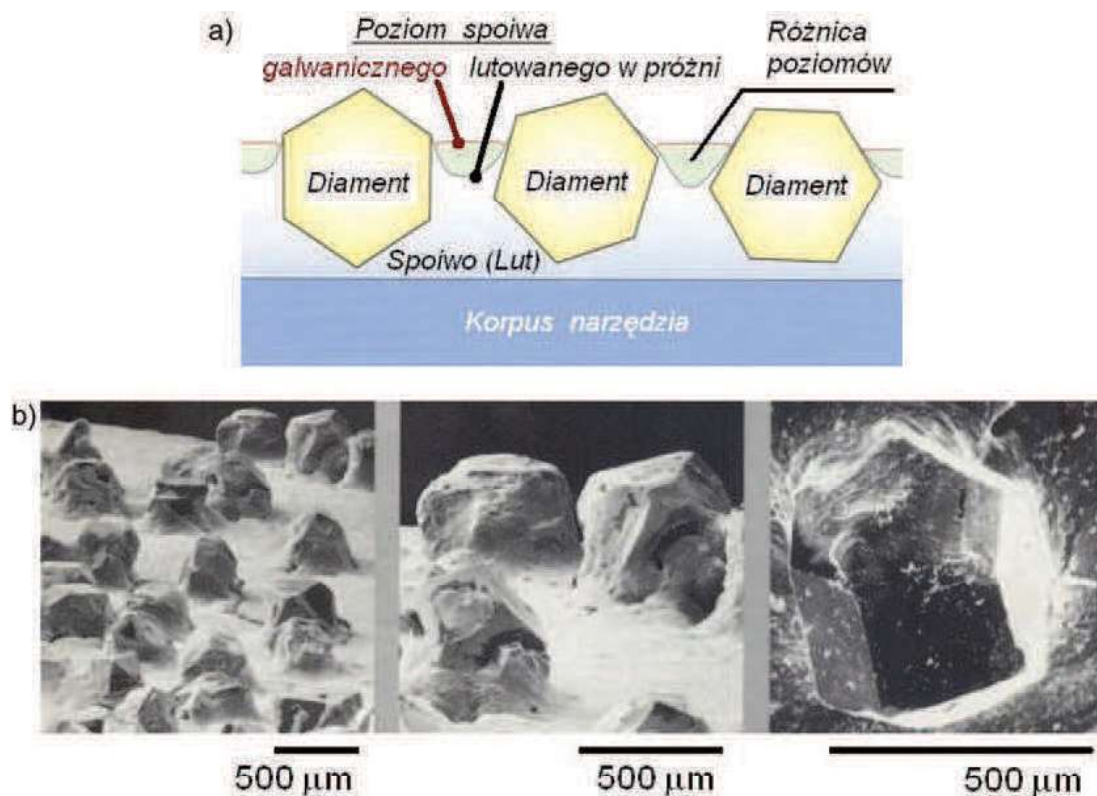 a)
Poziom spoiwa
galwanicznego lutowanego w próżni
Różnica
poziomów
Diament Diament Diament
Spoiwo (Lut)
Korpus narzędzia
b)
500 µm 500 µm 500 µm